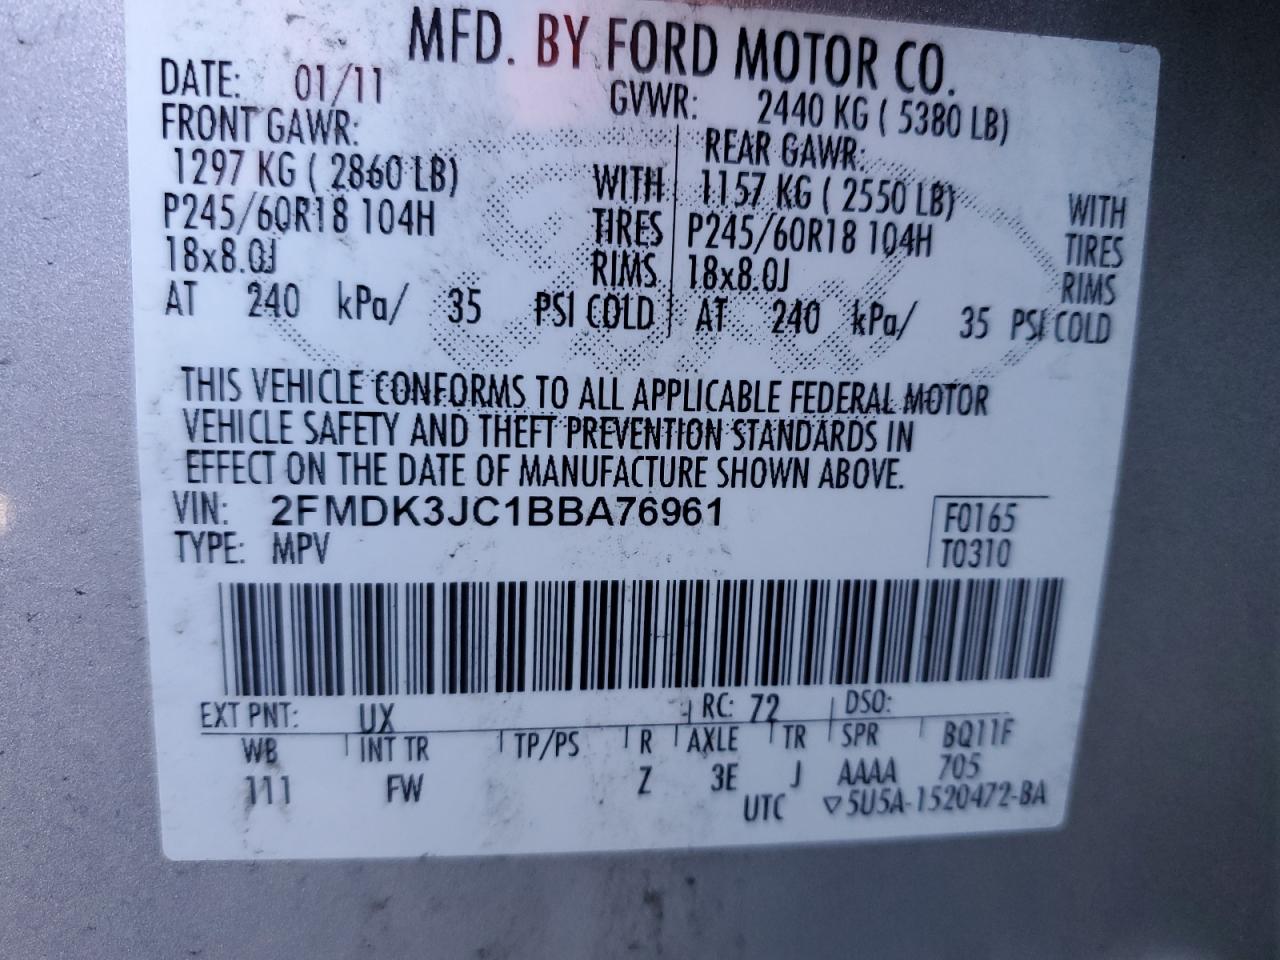 MFD. BY FORD MOTOR CO.
DATE: 01/11 GVWR: 2440 KG ( 5380 LB)
FRONT GAWR: REAR GAWR:
1297 KG ( 2860 LB) WITH 1157 KG ( 2550 LB) WITH
P245/60R18 104H TIRES P245/60R18 104H TIRES
18x8.0J RIMS 18x8.0J RIMS
AT 240 kPa/ 35 PSI COLD AT 240 kPa/ 35 PSI COLD
THIS VEHICLE CONFORMS TO ALL APPLICABLE FEDERAL MOTOR
VEHICLE SAFETY AND THEFT PREVENTION STANDARDS IN
EFFECT ON THE DATE OF MANUFACTURE SHOWN ABOVE.
VIN: 2FMDK3JC1BBA76961 F0165
TYPE: MPV T0310
EXT PNT: UX RC: 72 DSO:
WB INT TR TP/PS R AXLE TR SPR BQ11F
111 FW Z 3E J AAAA 705
UTC ▽5U5A-1520472-BA